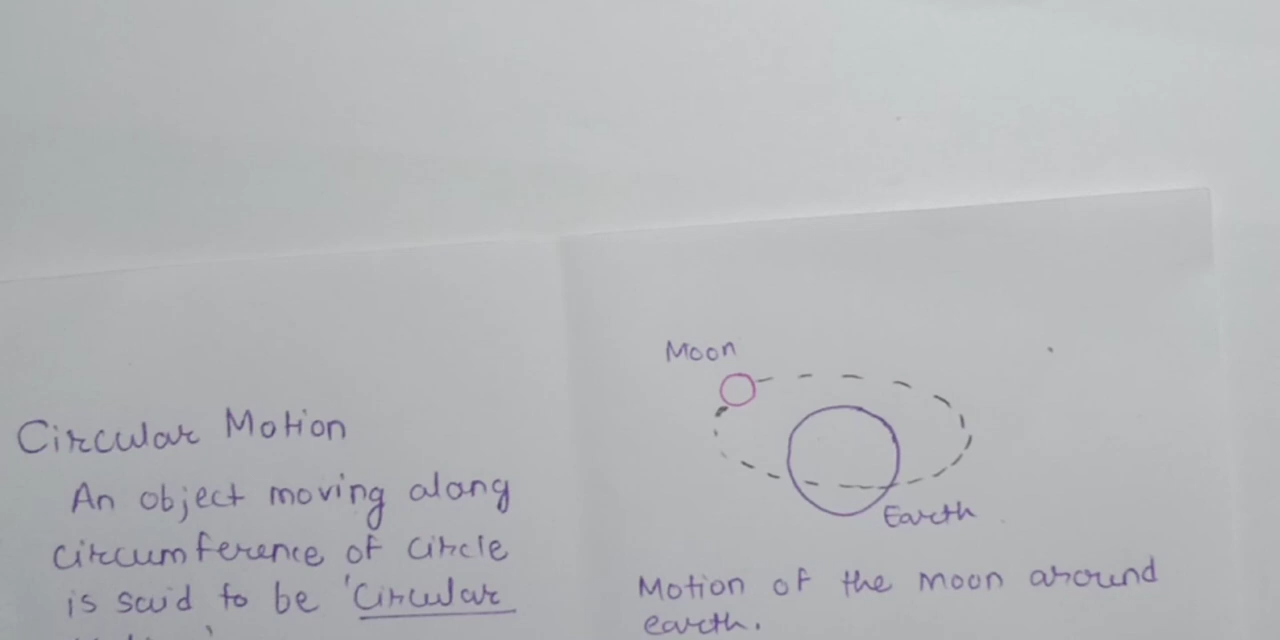 Circular Motion
An object moving along
circumference of circle
is said to be 'Circular
Moon
Earth
Motion of the moon around
earth.